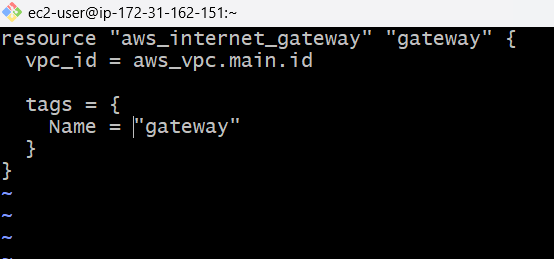 ec2-user@ip-172-31-162-151:~
resource "aws_internet_gateway" "gateway" {
  vpc_id = aws_vpc.main.id

  tags = {
    Name = "gateway"
  }
}
~
~
~
~